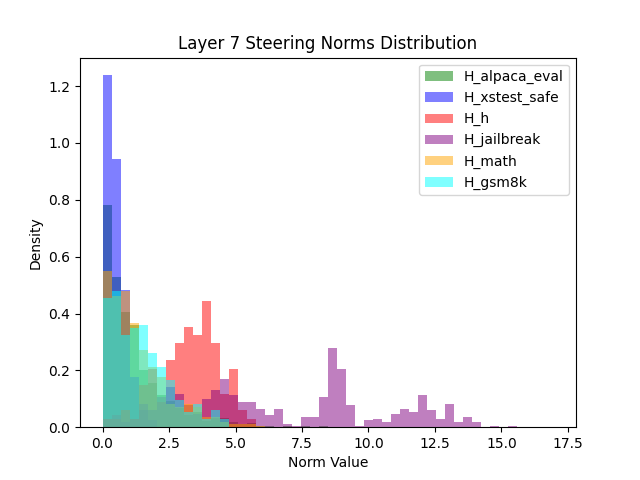 Layer 7 Steering Norms Distribution
H_alpaca_eval
H_xstest_safe
H_h
H_jailbreak
H_math
H_gsm8k
1.2
1.0
0.8
0.6
0.4
0.2
0.0
Density
0.0 2.5 5.0 7.5 10.0 12.5 15.0 17.5
Norm Value